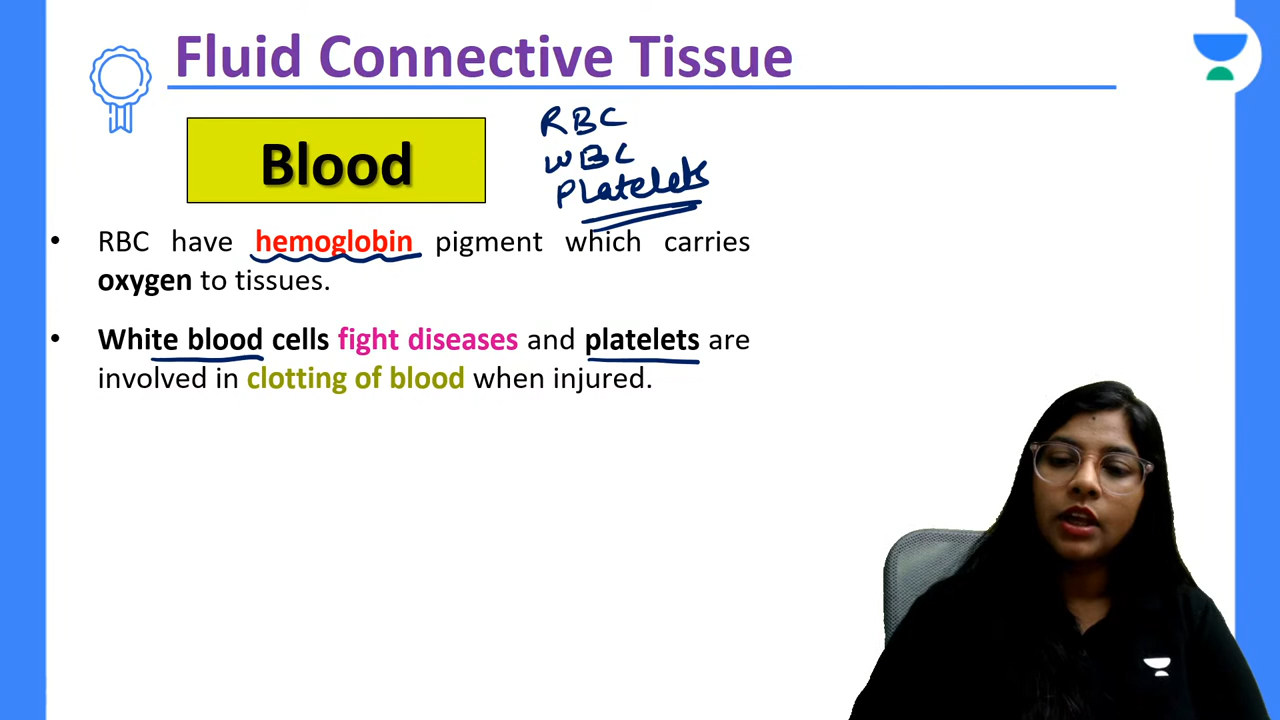 Fluid Connective Tissue
Blood
RBC
WBC
Platelets
• RBC have hemoglobin pigment which carries
oxygen to tissues.
• White blood cells fight diseases and platelets are
involved in clotting of blood when injured.